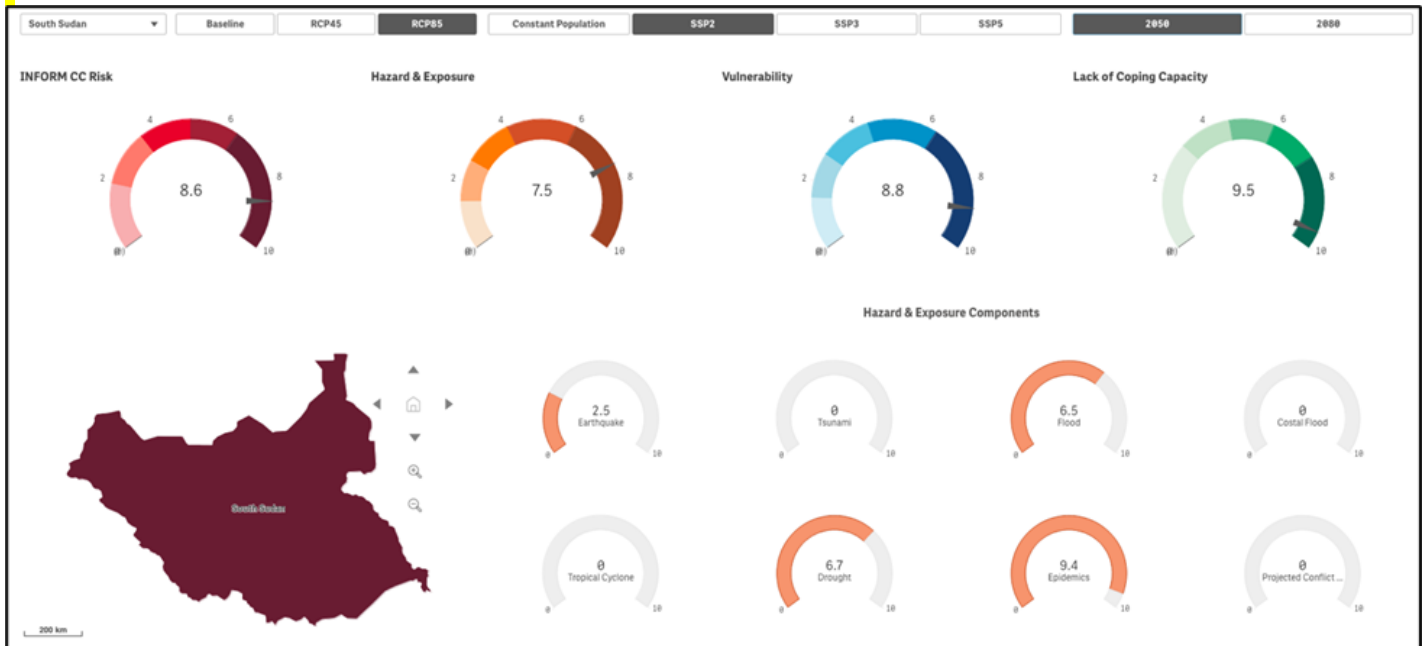 South Sudan Baseline RCP45 RCP85 Constant Population SSP2 SSP3 SSP5 2050 2080
INFORM CC Risk Hazard & Exposure Vulnerability Lack of Coping Capacity
4 6 4 6 4 6 4 6
2 8 2 8 2 8 2 8
8.6 7.5 8.8 9.5
10 10 10 10
Hazard & Exposure Components
2.5 0 6.5 0
Earthquake Tsunami Flood Costal Flood
0 10 0 10 0 10 0 10
South Sudan
0 6.7 9.4 0
Tropical Cyclone Drought Epidemics Projected Conflict ...
0 10 0 10 0 10 0 10
200 km